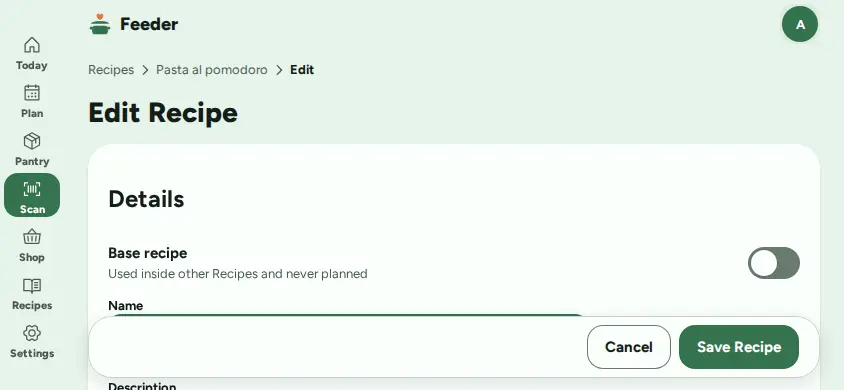 Feeder
A
Today
Plan
Pantry
Scan
Shop
Recipes
Settings
Recipes > Pasta al pomodoro > Edit
Edit Recipe
Details
Base recipe
Used inside other Recipes and never planned
Name
Cancel
Save Recipe
Description